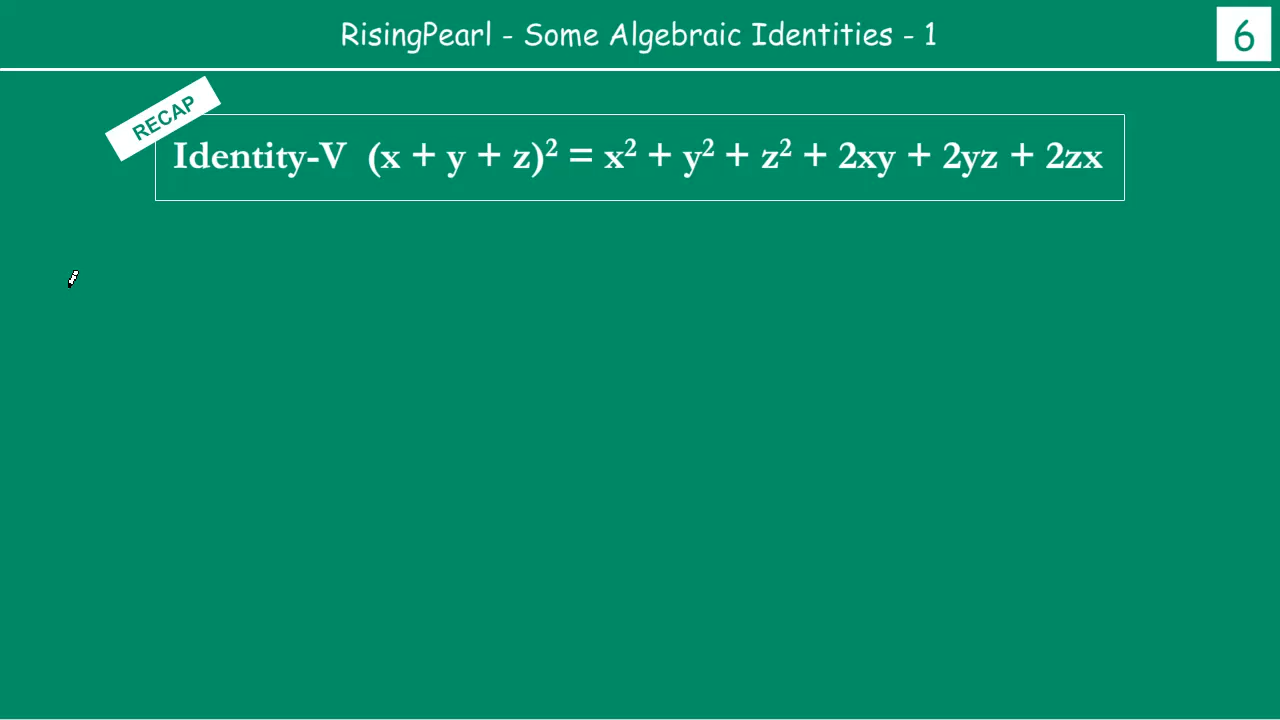 RisingPearl - Some Algebraic Identities - 1
6
RECAP
Identity-V (x + y + z)² = x² + y² + z² + 2xy + 2yz + 2zx